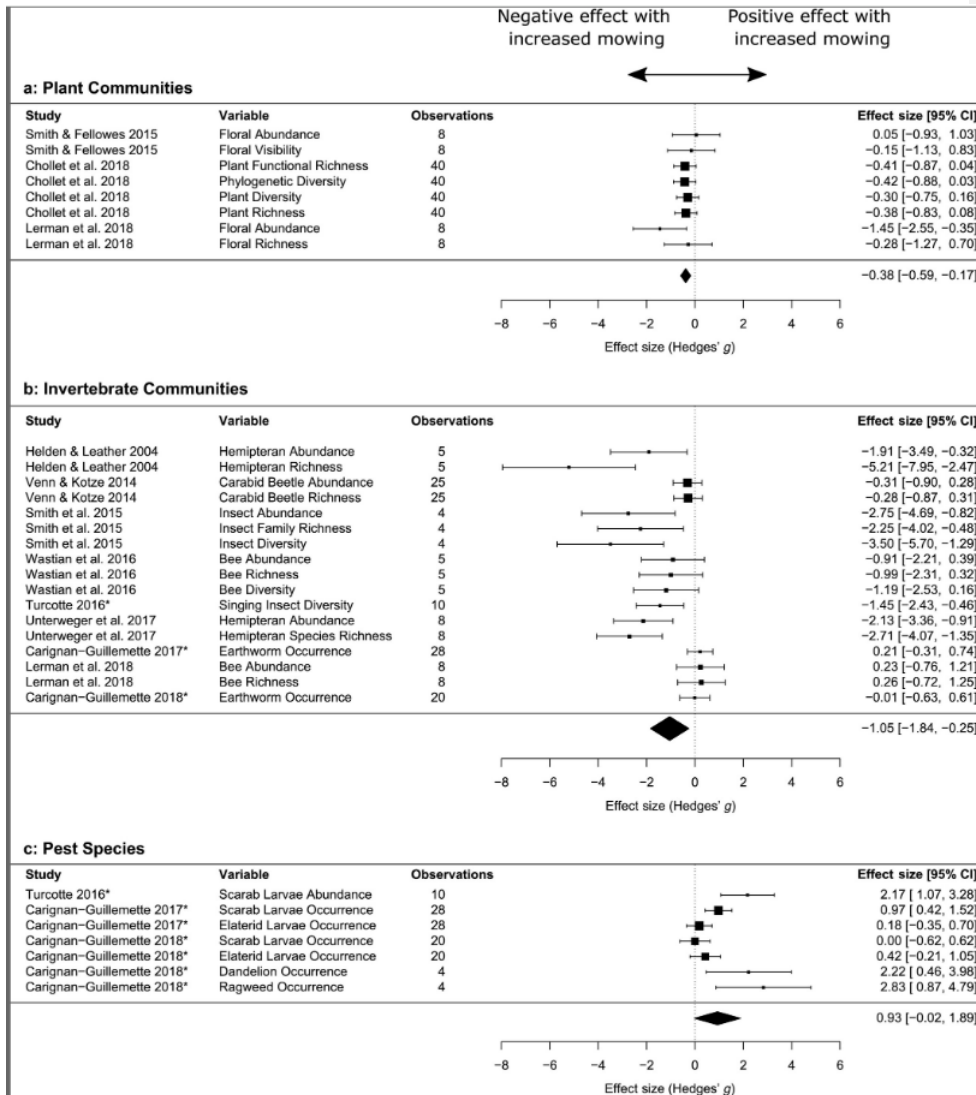 Negative effect with increased mowing
Positive effect with increased mowing
a: Plant Communities
Study Variable Observations Effect size [95% CI]
Smith & Fellowes 2015 Floral Abundance 8 0.05 [−0.93, 1.03]
Smith & Fellowes 2015 Floral Visibility 8 −0.15 [−1.13, 0.83]
Chollet et al. 2018 Plant Functional Richness 40 −0.41 [−0.87, 0.04]
Chollet et al. 2018 Phylogenetic Diversity 40 −0.42 [−0.88, 0.03]
Chollet et al. 2018 Plant Diversity 40 −0.30 [−0.75, 0.16]
Chollet et al. 2018 Plant Richness 40 −0.38 [−0.83, 0.08]
Lerman et al. 2018 Floral Abundance 8 −1.45 [−2.55, −0.35]
Lerman et al. 2018 Floral Richness 8 −0.28 [−1.27, 0.70]
−0.38 [−0.59, −0.17]
−8 −6 −4 −2 0 2 4 6
Effect size (Hedges' g)
b: Invertebrate Communities
Study Variable Observations Effect size [95% CI]
Helden & Leather 2004 Hemipteran Abundance 5 −1.91 [−3.49, −0.32]
Helden & Leather 2004 Hemipteran Richness 5 −5.21 [−7.95, −2.47]
Venn & Kotze 2014 Carabid Beetle Abundance 25 −0.31 [−0.90, 0.28]
Venn & Kotze 2014 Carabid Beetle Richness 25 −0.28 [−0.87, 0.31]
Smith et al. 2015 Insect Abundance 4 −2.75 [−4.69, −0.82]
Smith et al. 2015 Insect Family Richness 4 −2.25 [−4.02, −0.48]
Smith et al. 2015 Insect Diversity 4 −3.50 [−5.70, −1.29]
Wastian et al. 2016 Bee Abundance 5 −0.91 [−2.21, 0.39]
Wastian et al. 2016 Bee Richness 5 −0.99 [−2.31, 0.32]
Wastian et al. 2016 Bee Diversity 5 −1.19 [−2.53, 0.16]
Turcotte 2016* Singing Insect Diversity 10 −1.45 [−2.43, −0.46]
Unterweger et al. 2017 Hemipteran Abundance 8 −2.13 [−3.36, −0.91]
Unterweger et al. 2017 Hemipteran Species Richness 8 −2.71 [−4.07, −1.35]
Carignan−Guillemette 2017* Earthworm Occurrence 28 0.21 [−0.31, 0.74]
Lerman et al. 2018 Bee Abundance 8 0.23 [−0.76, 1.21]
Lerman et al. 2018 Bee Richness 8 0.26 [−0.72, 1.25]
Carignan−Guillemette 2018* Earthworm Occurrence 20 −0.01 [−0.63, 0.61]
−1.05 [−1.84, −0.25]
−8 −6 −4 −2 0 2 4 6
Effect size (Hedges' g)
c: Pest Species
Study Variable Observations Effect size [95% CI]
Turcotte 2016* Scarab Larvae Abundance 10 2.17 [ 1.07, 3.28]
Carignan−Guillemette 2017* Scarab Larvae Occurrence 28 0.97 [ 0.42, 1.52]
Carignan−Guillemette 2017* Elaterid Larvae Occurrence 28 0.18 [−0.35, 0.70]
Carignan−Guillemette 2018* Scarab Larvae Occurrence 20 0.00 [−0.62, 0.62]
Carignan−Guillemette 2018* Elaterid Larvae Occurrence 20 0.42 [−0.21, 1.05]
Carignan−Guillemette 2018* Dandelion Occurrence 4 2.22 [ 0.46, 3.98]
Carignan−Guillemette 2018* Ragweed Occurrence 4 2.83 [ 0.87, 4.79]
0.93 [−0.02, 1.89]
−8 −6 −4 −2 0 2 4 6
Effect size (Hedges' g)